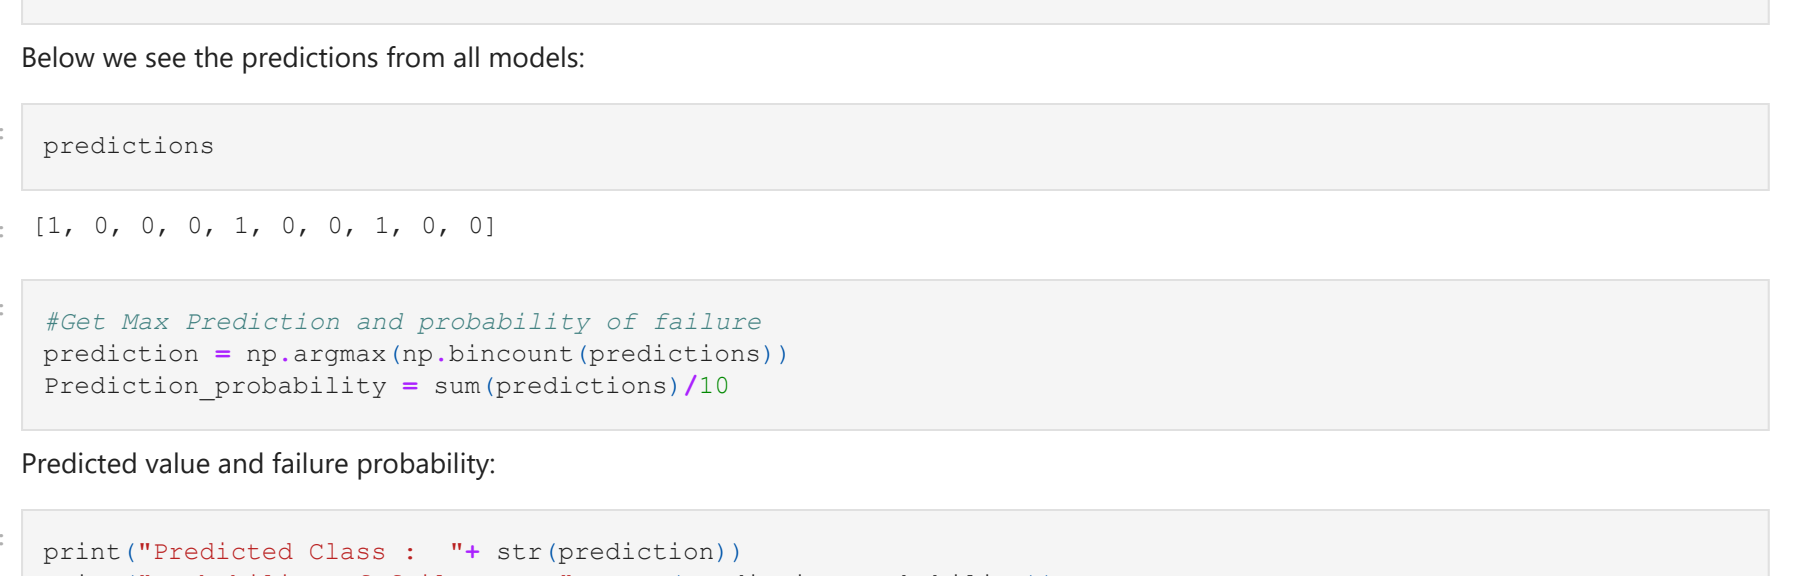 Below we see the predictions from all models:
predictions
[1, 0, 0, 0, 1, 0, 0, 1, 0, 0]
#Get Max Prediction and probability of failure
prediction = np.argmax(np.bincount(predictions))
Prediction_probability = sum(predictions)/10
Predicted value and failure probability:
print("Predicted Class :  "+ str(prediction))